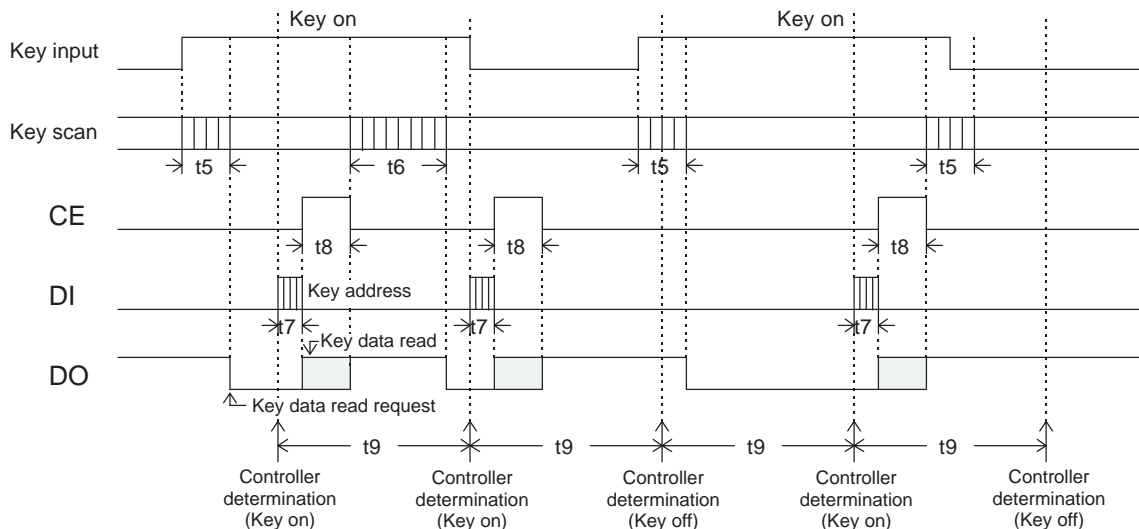 Key on
Key on
Key input
Key scan
t5
t6
t5
t5
CE
t8
t8
t8
DI
Key address
t7
t7
t7
Key data read
DO
Key data read request
t9
t9
t9
t9
Controller
determination
(Key on)
Controller
determination
(Key on)
Controller
determination
(Key off)
Controller
determination
(Key on)
Controller
determination
(Key off)